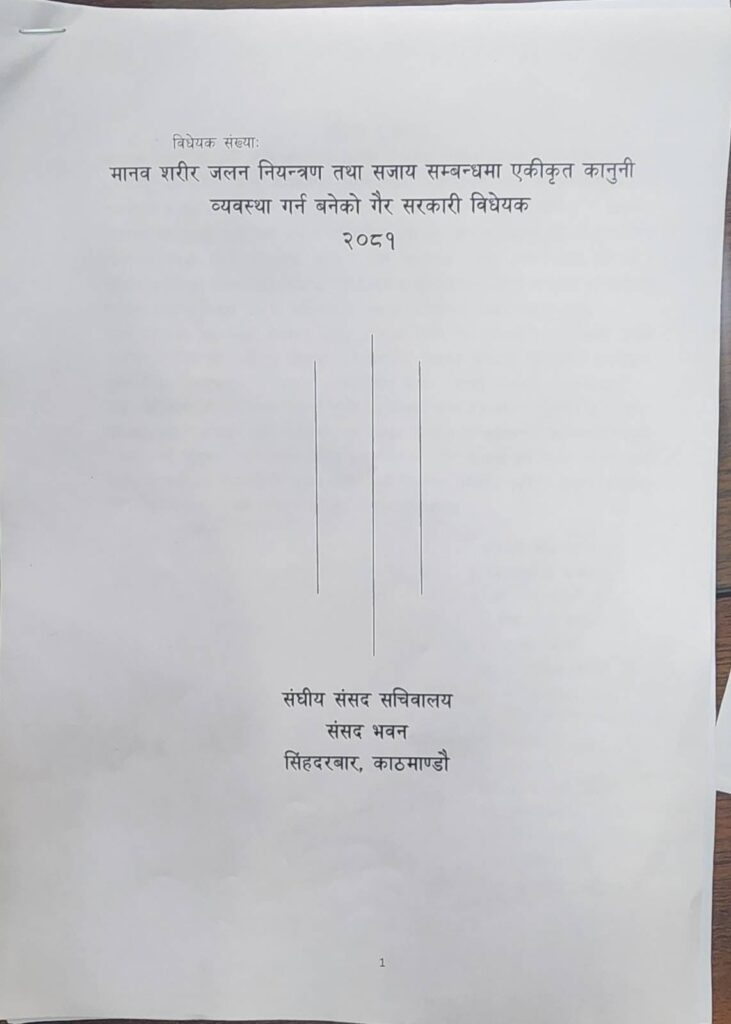 विधेयक संख्याः
मानव शरीर जलन नियन्त्रण तथा सजाय सम्बन्धमा एकीकृत कानुनी
व्यवस्था गर्न बनेको गैर सरकारी विधेयक
२०८१
संघीय संसद सचिवालय
संसद भवन
सिंहदरबार, काठमाण्डौ
1